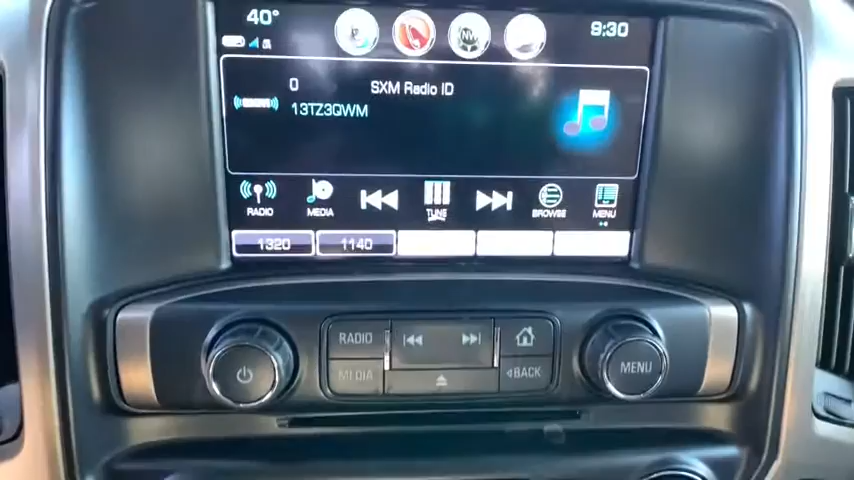 40°
NW
9:30
0
SXM Radio ID
13TZ3QWM
RADIO
MEDIA
TUNE
BROWSE
MENU
1320
1140
RADIO
MEDIA
BACK
MENU